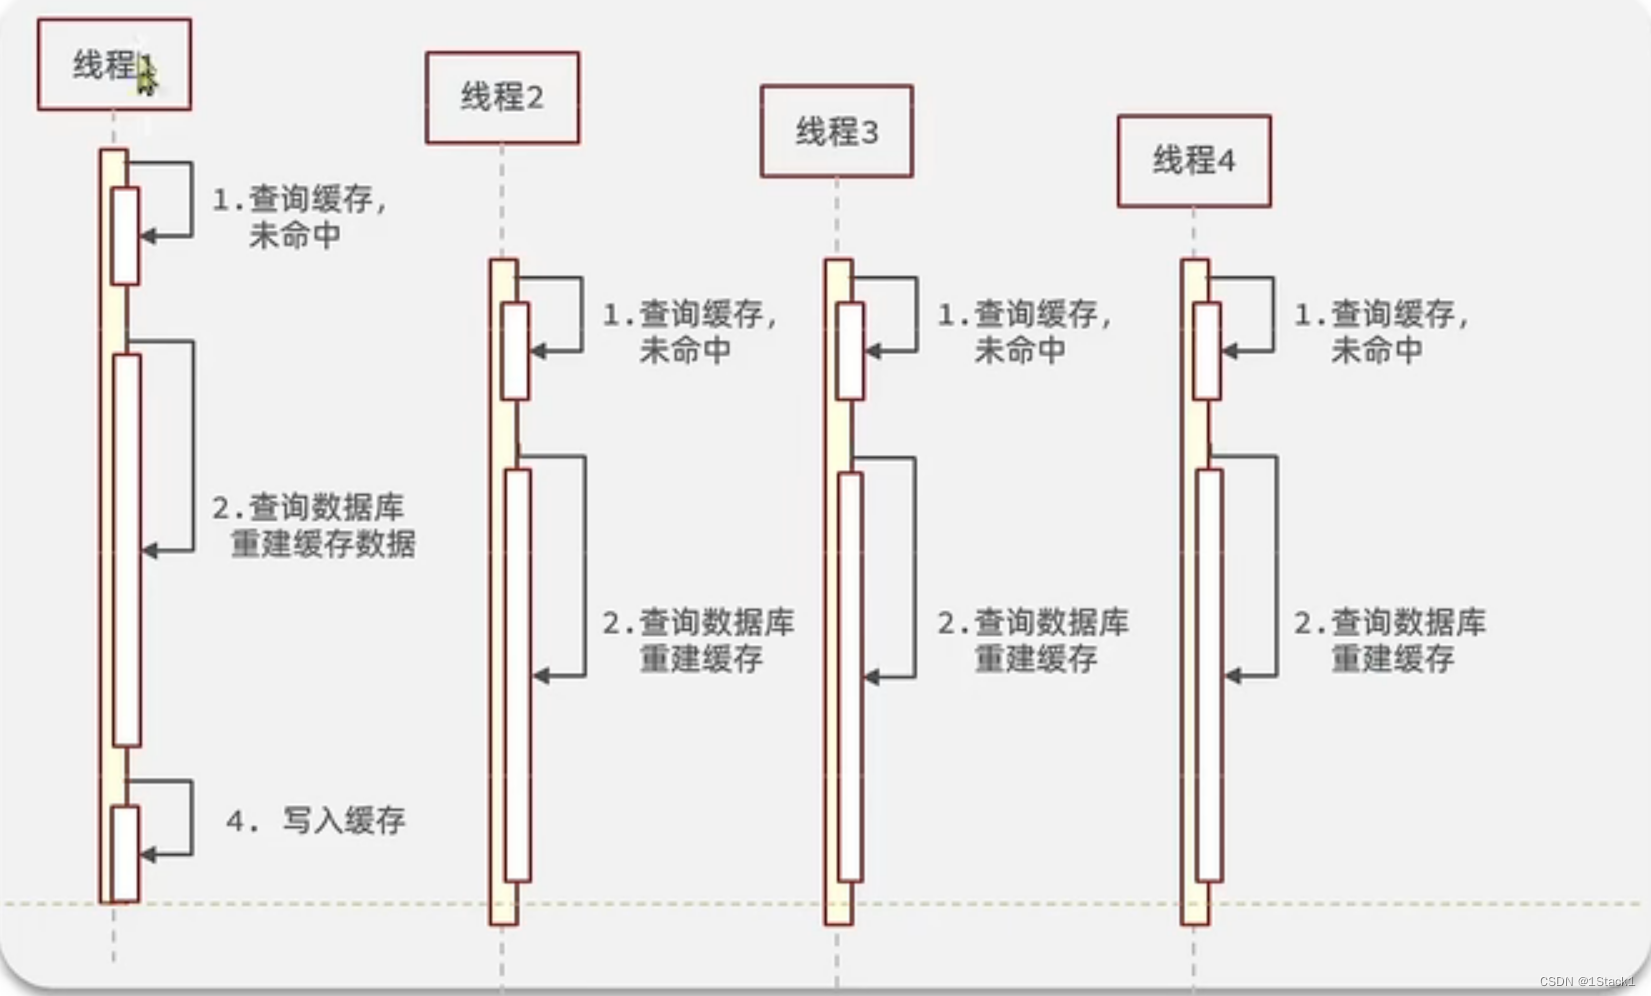 线程1
线程2
线程3
线程4
1.查询缓存,
未命中
2.查询数据库
重建缓存数据
4. 写入缓存
1.查询缓存,
未命中
2.查询数据库
重建缓存
1.查询缓存,
未命中
2.查询数据库
重建缓存
1.查询缓存,
未命中
2.查询数据库
重建缓存
CSDN @1Stack1